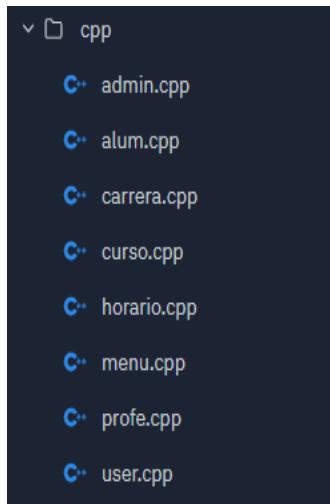 cpp
C++ admin.cpp
C++ alum.cpp
C++ carrera.cpp
C++ curso.cpp
C++ horario.cpp
C++ menu.cpp
C++ profe.cpp
C++ user.cpp